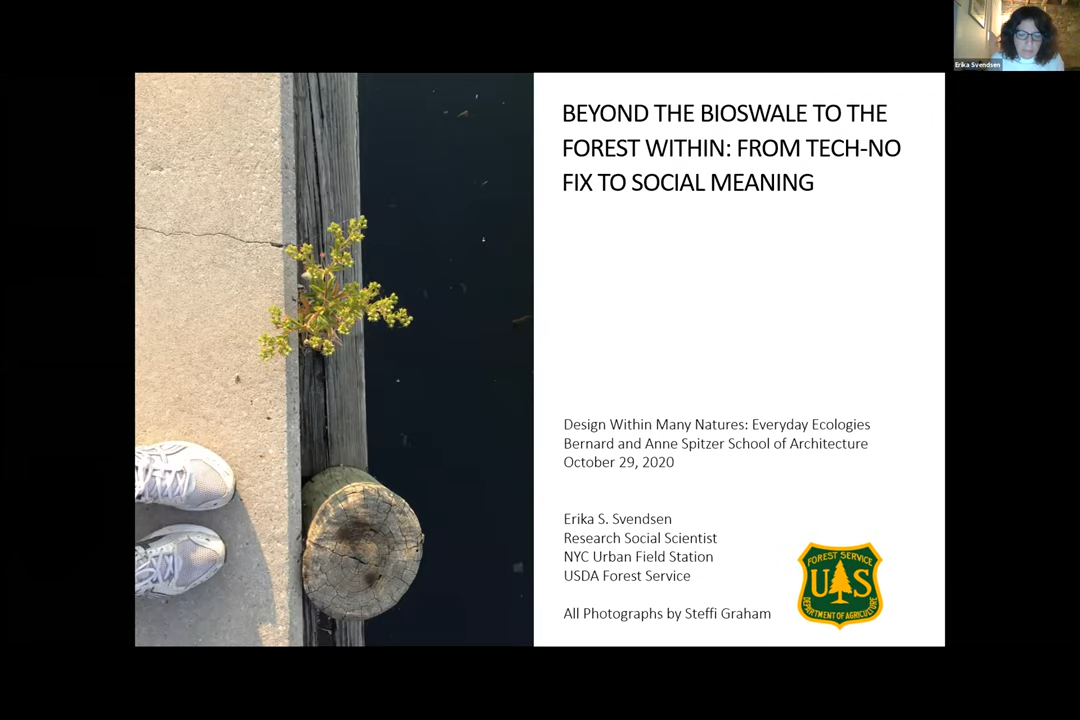 Erika Svendsen
BEYOND THE BIOSWALE TO THE
FOREST WITHIN: FROM TECH-NO
FIX TO SOCIAL MEANING
Design Within Many Natures: Everyday Ecologies
Bernard and Anne Spitzer School of Architecture
October 29, 2020
Erika S. Svendsen
Research Social Scientist
NYC Urban Field Station
USDA Forest Service
All Photographs by Steffi Graham
FOREST SERVICE
U S
DEPARTMENT OF AGRICULTURE